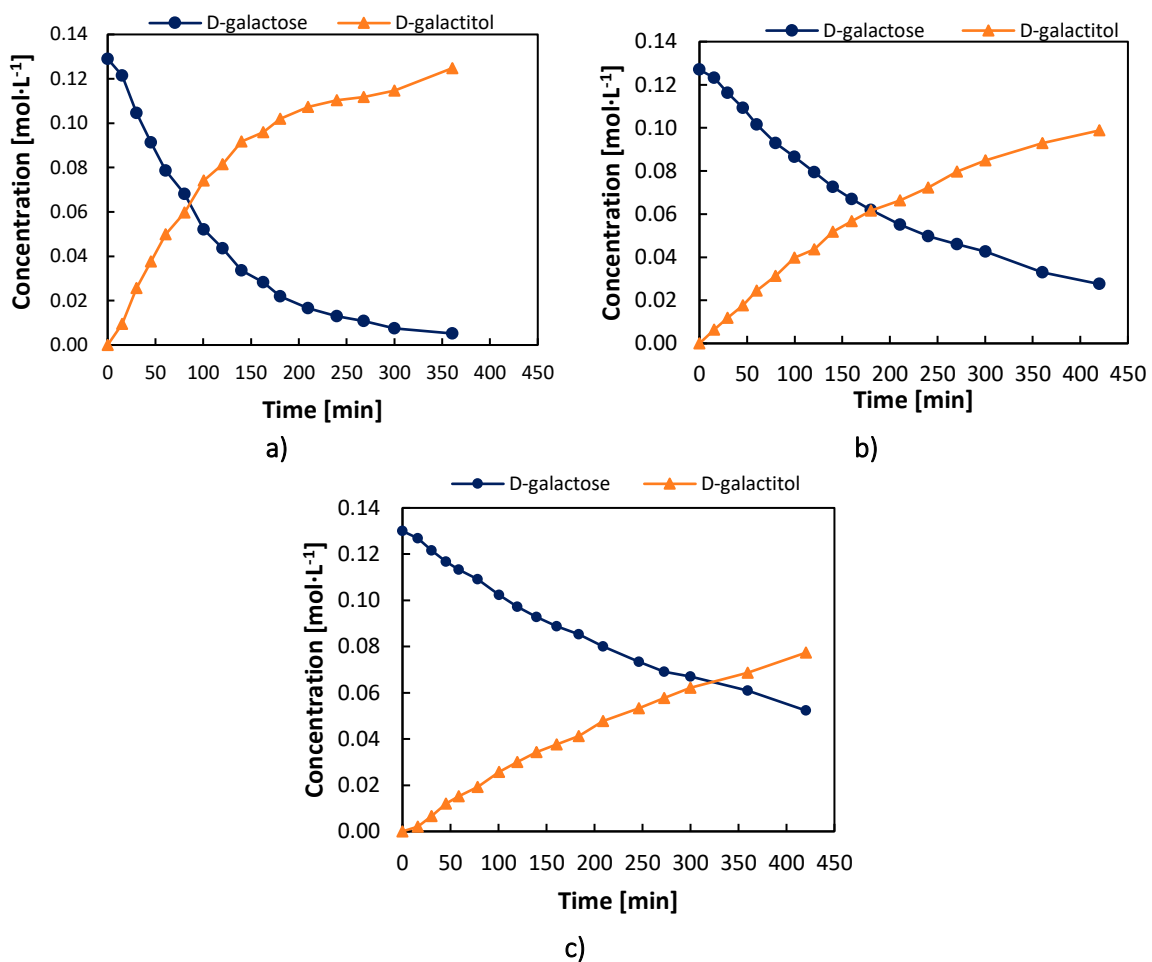 D-galactose D-galactitol
Concentration [mol·L-1]
0.14
0.12
0.10
0.08
0.06
0.04
0.02
0.00
0 50 100 150 200 250 300 350 400 450
Time [min]
a)
D-galactose D-galactitol
Concentration [mol·L-1]
0.14
0.12
0.10
0.08
0.06
0.04
0.02
0.00
0 50 100 150 200 250 300 350 400 450
Time [min]
b)
D-galactose D-galactitol
Concentration [mol·L-1]
0.14
0.12
0.10
0.08
0.06
0.04
0.02
0.00
0 50 100 150 200 250 300 350 400 450
Time [min]
c)